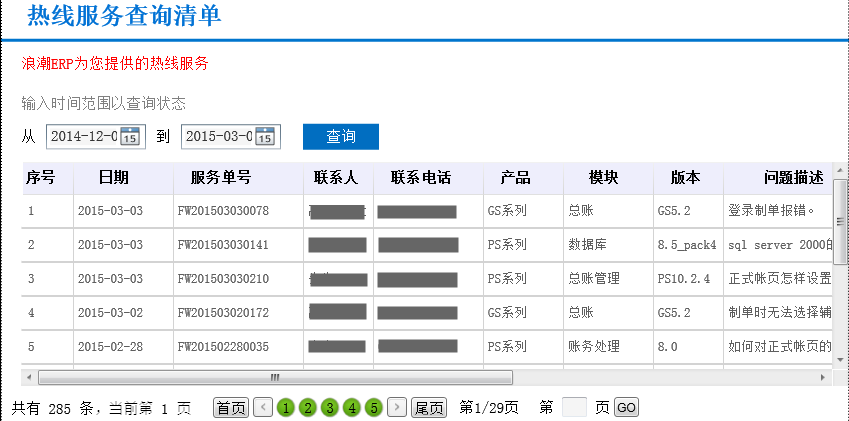 热线服务查询清单
浪潮ERP为您提供的热线服务
输入时间范围以查询状态
从 2014-12-0 15 到 2015-03-0 15 查询
序号 日期 服务单号 联系人 联系电话 产品 模块 版本 问题描述
1 2015-03-03 FW201503030078 GS系列 总账 GS5.2 登录制单报错。
2 2015-03-03 FW201503030141 PS系列 数据库 8.5_pack4 sql server 2000的
3 2015-03-03 FW201503030210 PS系列 总账管理 PS10.2.4 正式帐页怎样设置
4 2015-03-02 FW201503020172 GS系列 总账 GS5.2 制单时无法选择辅
5 2015-02-28 FW201502280035 PS系列 账务处理 8.0 如何对正式帐页的
共有 285 条，当前第 1 页 首页 < 1 2 3 4 5 > 尾页 第1/29页 第 页 GO